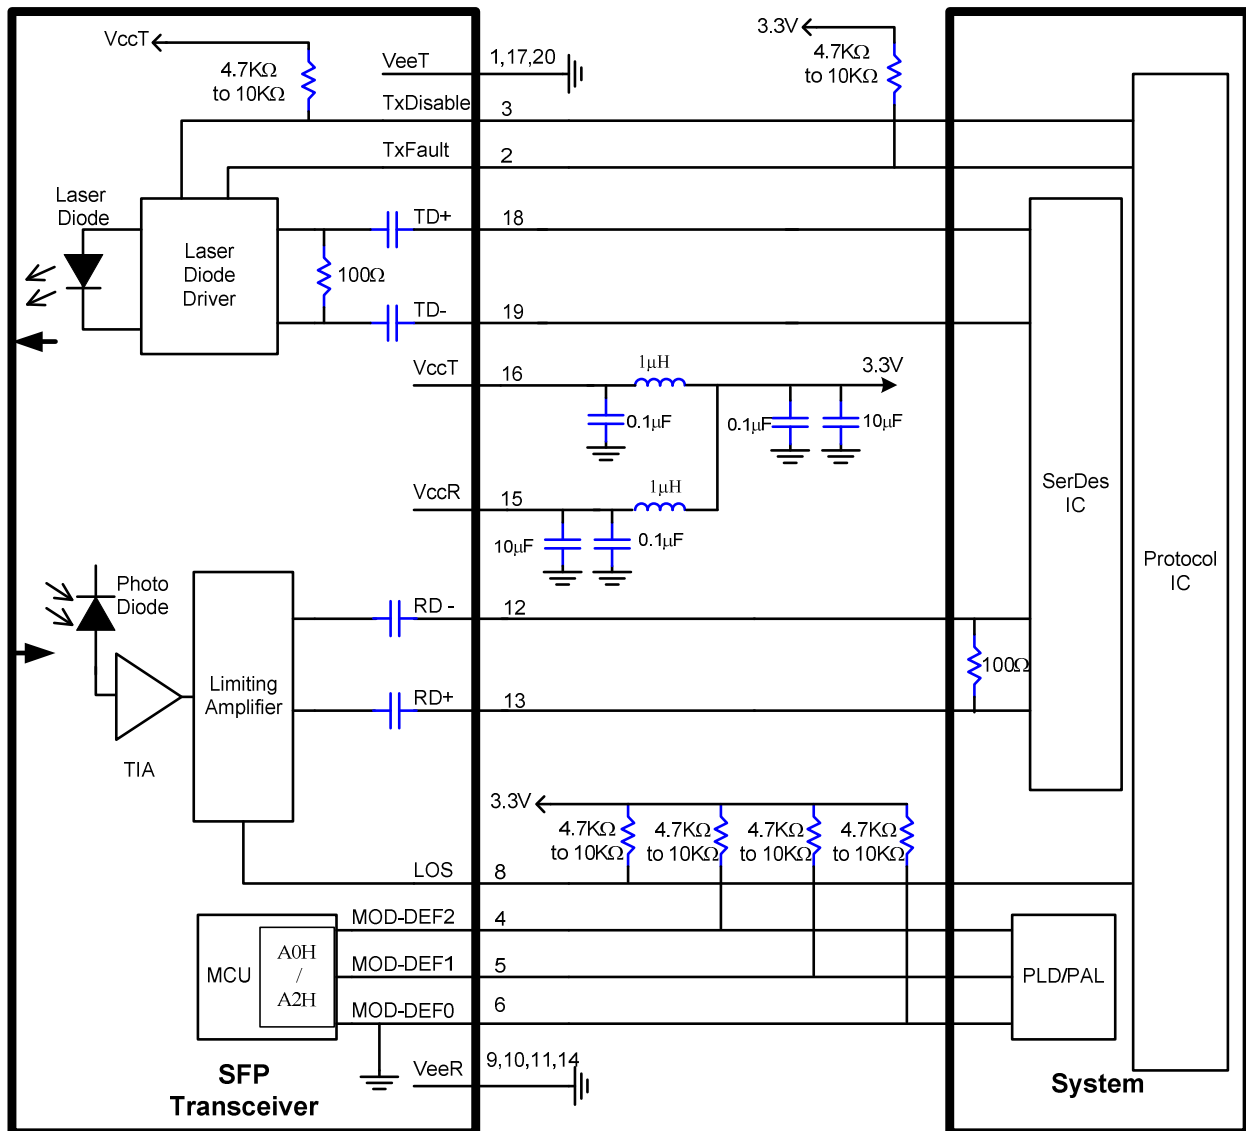 VccT
4.7KΩ
to 10KΩ
VeeT
1,17,20
3.3V
4.7KΩ
to 10KΩ
TxDisable
3
TxFault
2
Laser
Diode
Laser
Diode
Driver
TD+
18
100Ω
TD-
19
VccT
16
1μH
3.3V
0.1μF
0.1μF
10μF
VccR
15
1μH
10μF
0.1μF
SerDes
IC
Protocol
IC
Photo
Diode
RD -
12
Limiting
Amplifier
100Ω
RD+
13
TIA
3.3V
4.7KΩ
to 10KΩ
4.7KΩ
to 10KΩ
4.7KΩ
to 10KΩ
4.7KΩ
to 10KΩ
LOS
8
MOD-DEF2
4
MCU
A0H
/
A2H
MOD-DEF1
5
PLD/PAL
MOD-DEF0
6
VeeR
9,10,11,14
SFP
Transceiver
System